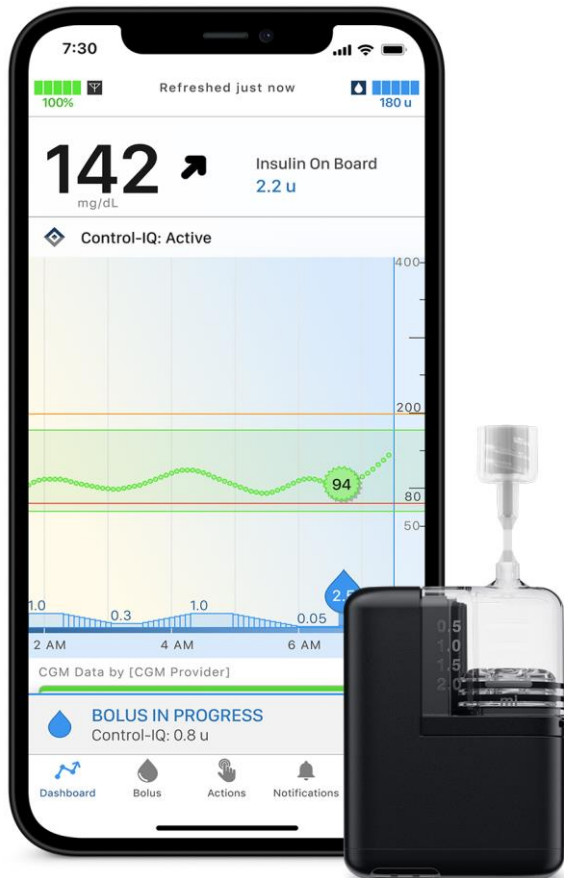 7:30
100%
Refreshed just now
180 u
142
mg/dL
Insulin On Board
2.2 u
Control-IQ: Active
400
200
94
80
50
2.5
1.0
0.3
1.0
0.05
2 AM
4 AM
6 AM
CGM Data by [CGM Provider]
BOLUS IN PROGRESS
Control-IQ: 0.8 u
Dashboard
Bolus
Actions
Notifications
0.5
1.0
1.5
2.0
ml